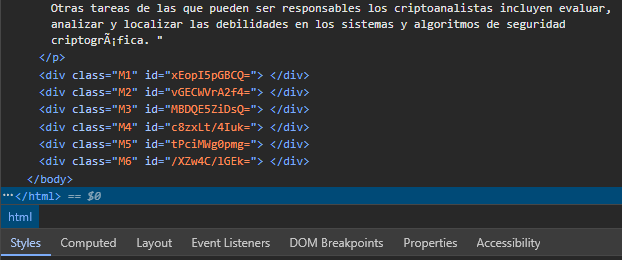 Otras tareas de las que pueden ser responsables los criptoanalistas incluyen evaluar,
analizar y localizar las debilidades en los sistemas y algoritmos de seguridad
criptogrÃ¡fica. "
</p>
<div class="M1" id="xEopI5pGBCQ="> </div>
<div class="M2" id="vGECWVrA2f4="> </div>
<div class="M3" id="MBDQE5ZiDsQ="> </div>
<div class="M4" id="c8zxLt/4Iuk="> </div>
<div class="M5" id="tPciMWg0pmg="> </div>
<div class="M6" id="/XZw4C/lGEk="> </div>
</body>
…</html> == $0
html
Styles Computed Layout Event Listeners DOM Breakpoints Properties Accessibility